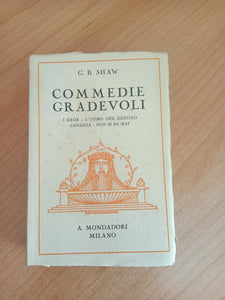 G. B. SHAW
COMMEDIE
GRADEVOLI
L'EROE - L'UOMO DEL DESTINO
CANDIDA - NON SI SA MAI
A. MONDADORI
MILANO